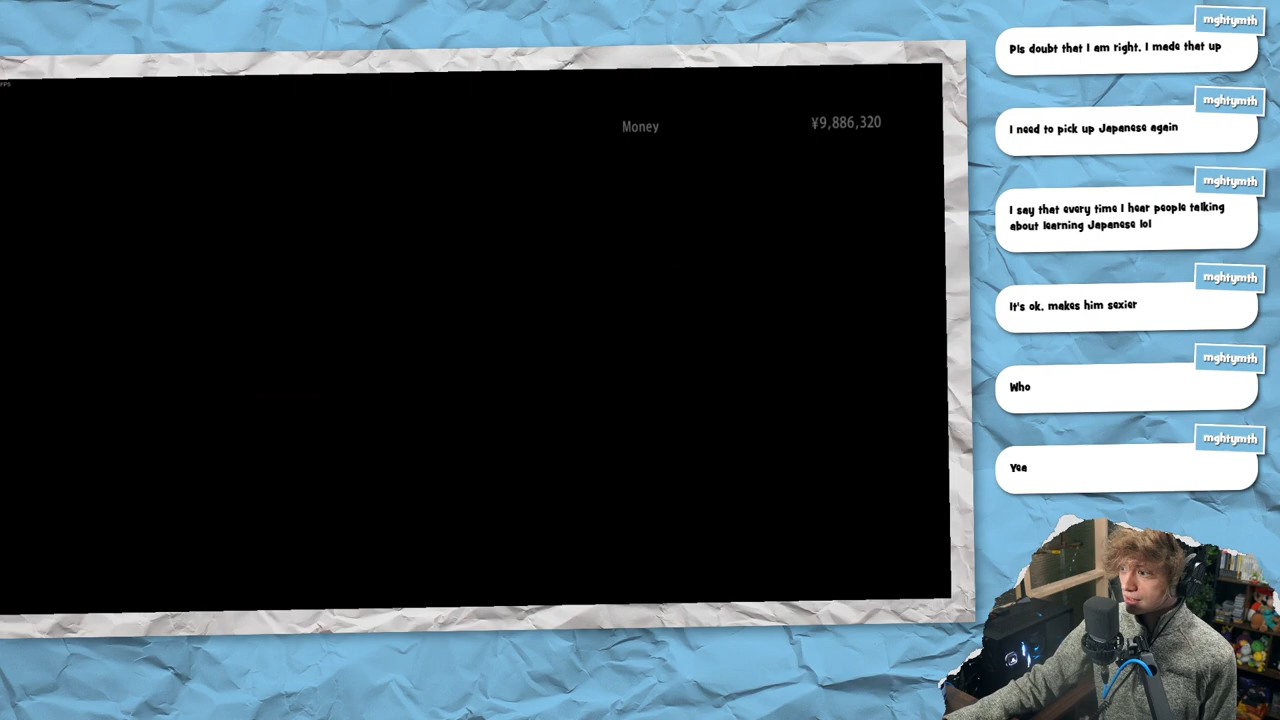 Money
¥9,886,320
mghtymth
Pls doubt that I am right. I made that up
mghtymth
I need to pick up Japanese again
mghtymth
I say that every time I hear people talking
about learning Japanese lol
mghtymth
It's ok. makes him sexier
mghtymth
Who
mghtymth
Yea